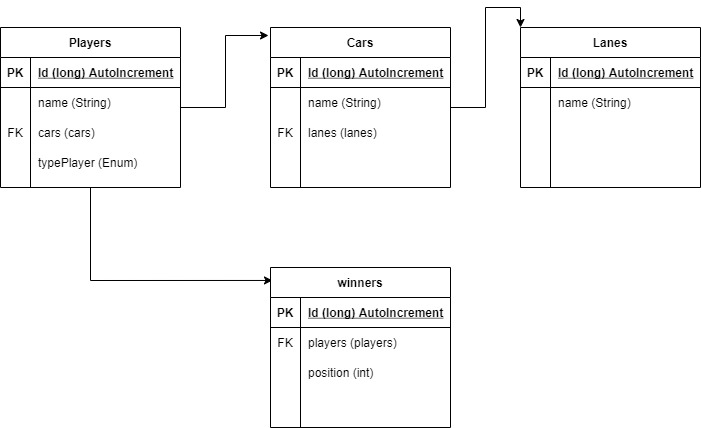 Players
PK Id (long) AutoIncrement
name (String)
FK cars (cars)
typePlayer (Enum)
Cars
PK Id (long) AutoIncrement
name (String)
FK lanes (lanes)
Lanes
PK Id (long) AutoIncrement
name (String)
winners
PK Id (long) AutoIncrement
FK players (players)
position (int)